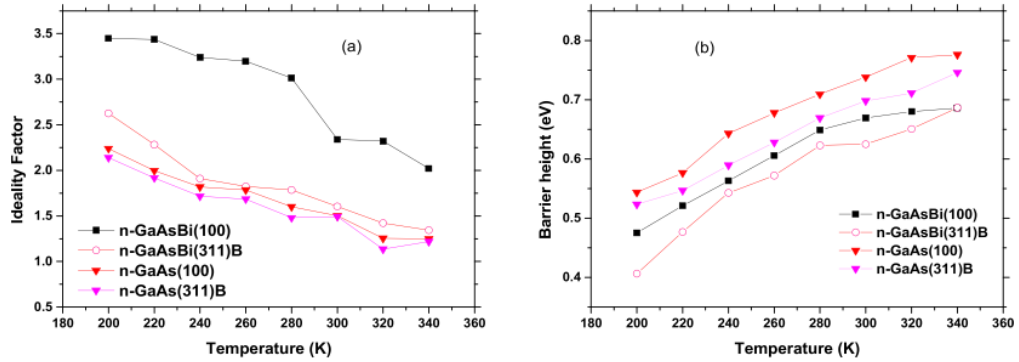 (a)
3.5
3.0
2.5
2.0
1.5
1.0
0.5
Ideality Factor
n-GaAsBi(100)
n-GaAsBi(311)B
n-GaAs(100)
n-GaAs(311)B
180 200 220 240 260 280 300 320 340 360
Temperature (K)
(b)
0.8
0.7
0.6
0.5
0.4
Barrier height (eV)
n-GaAsBi(100)
n-GaAsBi(311)B
n-GaAs(100)
n-GaAs(311)B
180 200 220 240 260 280 300 320 340 360
Temperature (K)